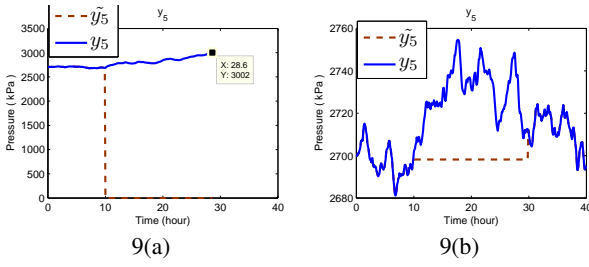 y5
ỹ5
y5
X: 28.6
Y: 3002
Pressure (kPa)
3500
3000
2500
2000
1500
1000
500
0
0 10 20 30 40
Time (hour)
9(a)
y5
ỹ5
y5
Pressure (kPa)
2760
2740
2720
2700
2680
0 10 20 30 40
Time (hour)
9(b)